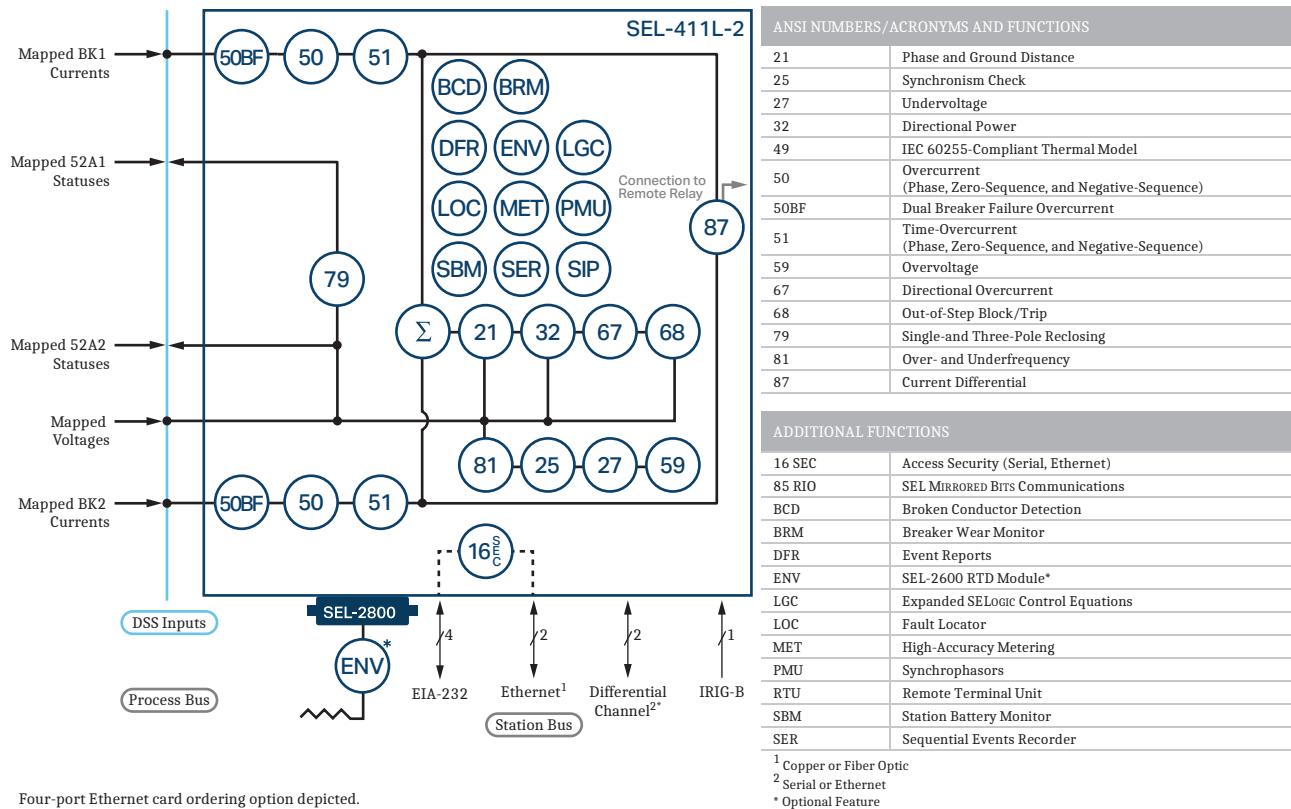 SEL-411L-2
Mapped BK1
Currents
50BF
50
51
BCD
BRM
Mapped 52A1
Statuses
DFR
ENV
LGC
Connection to
Remote Relay
LOC
MET
PMU
87
79
SBM
SER
SIP
Mapped 52A2
Statuses
Σ
21
32
67
68
Mapped
Voltages
81
25
27
59
Mapped BK2
Currents
50BF
50
51
16 SEC
DSS Inputs
SEL-2800
4
2
2
1
ENV
*
Process Bus
EIA-232
Ethernet1
Differential
Channel2*
IRIG-B
Station Bus
Four-port Ethernet card ordering option depicted.
ANSI NUMBERS/ACRONYMS AND FUNCTIONS
21 Phase and Ground Distance
25 Synchronism Check
27 Undervoltage
32 Directional Power
49 IEC 60255-Compliant Thermal Model
50 Overcurrent
(Phase, Zero-Sequence, and Negative-Sequence)
50BF Dual Breaker Failure Overcurrent
51 Time-Overcurrent
(Phase, Zero-Sequence, and Negative-Sequence)
59 Overvoltage
67 Directional Overcurrent
68 Out-of-Step Block/Trip
79 Single-and Three-Pole Reclosing
81 Over- and Underfrequency
87 Current Differential
ADDITIONAL FUNCTIONS
16 SEC Access Security (Serial, Ethernet)
85 RIO SEL MIRRORED BITS Communications
BCD Broken Conductor Detection
BRM Breaker Wear Monitor
DFR Event Reports
ENV SEL-2600 RTD Module*
LGC Expanded SELOGIC Control Equations
LOC Fault Locator
MET High-Accuracy Metering
PMU Synchrophasors
RTU Remote Terminal Unit
SBM Station Battery Monitor
SER Sequential Events Recorder
1 Copper or Fiber Optic
2 Serial or Ethernet
* Optional Feature